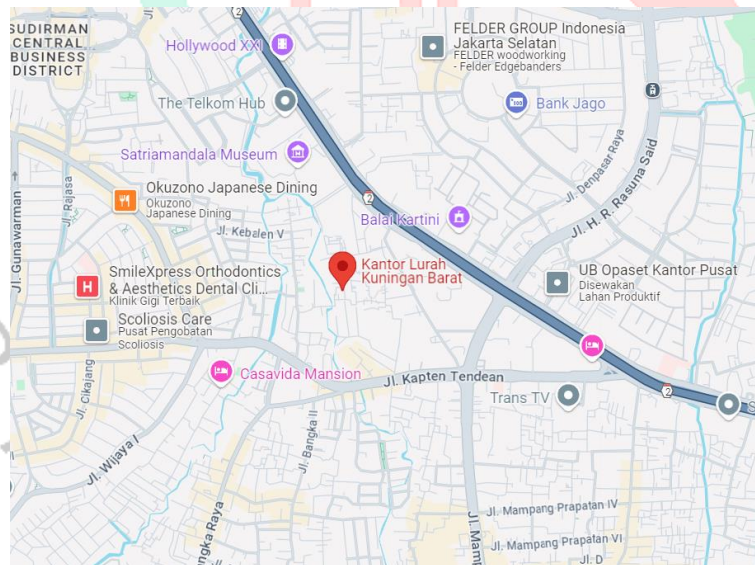 SUDIRMAN
CENTRAL
BUSINESS
DISTRICT
2
Hollywood XXI
FELDER GROUP Indonesia
Jakarta Selatan
FELDER woodworking
- Felder Edgebanders
The Telkom Hub
Bank Jago
Satriamandala Museum
Jl. Denpasar Raya
Jl. H. R. Rasuna Said
Jl. Gunawarman
Jl. Rajasa
Okuzono Japanese Dining
Okuzono
Japanese Dining
2
Balai Kartini
Jl. Kebalen V
Kantor Lurah
Kuningan Barat
SmileXpress Orthodontics
& Aesthetics Dental Cli...
Klinik Gigi Terbaik
H
UB Opaset Kantor Pusat
Disewakan
Lahan Produktif
Scoliosis Care
Pusat Pengobatan
Scoliosis
Casavida Mansion
Jl. Kapten Tendean
Trans TV
2
S
Jl. Cikajang
Jl. Wijaya I
Jl. Bangka II
ngka Raya
Jl. Mam
Jl. Mampang Prapatan IV
Jl. Mampang Prapatan VI
Jl. D